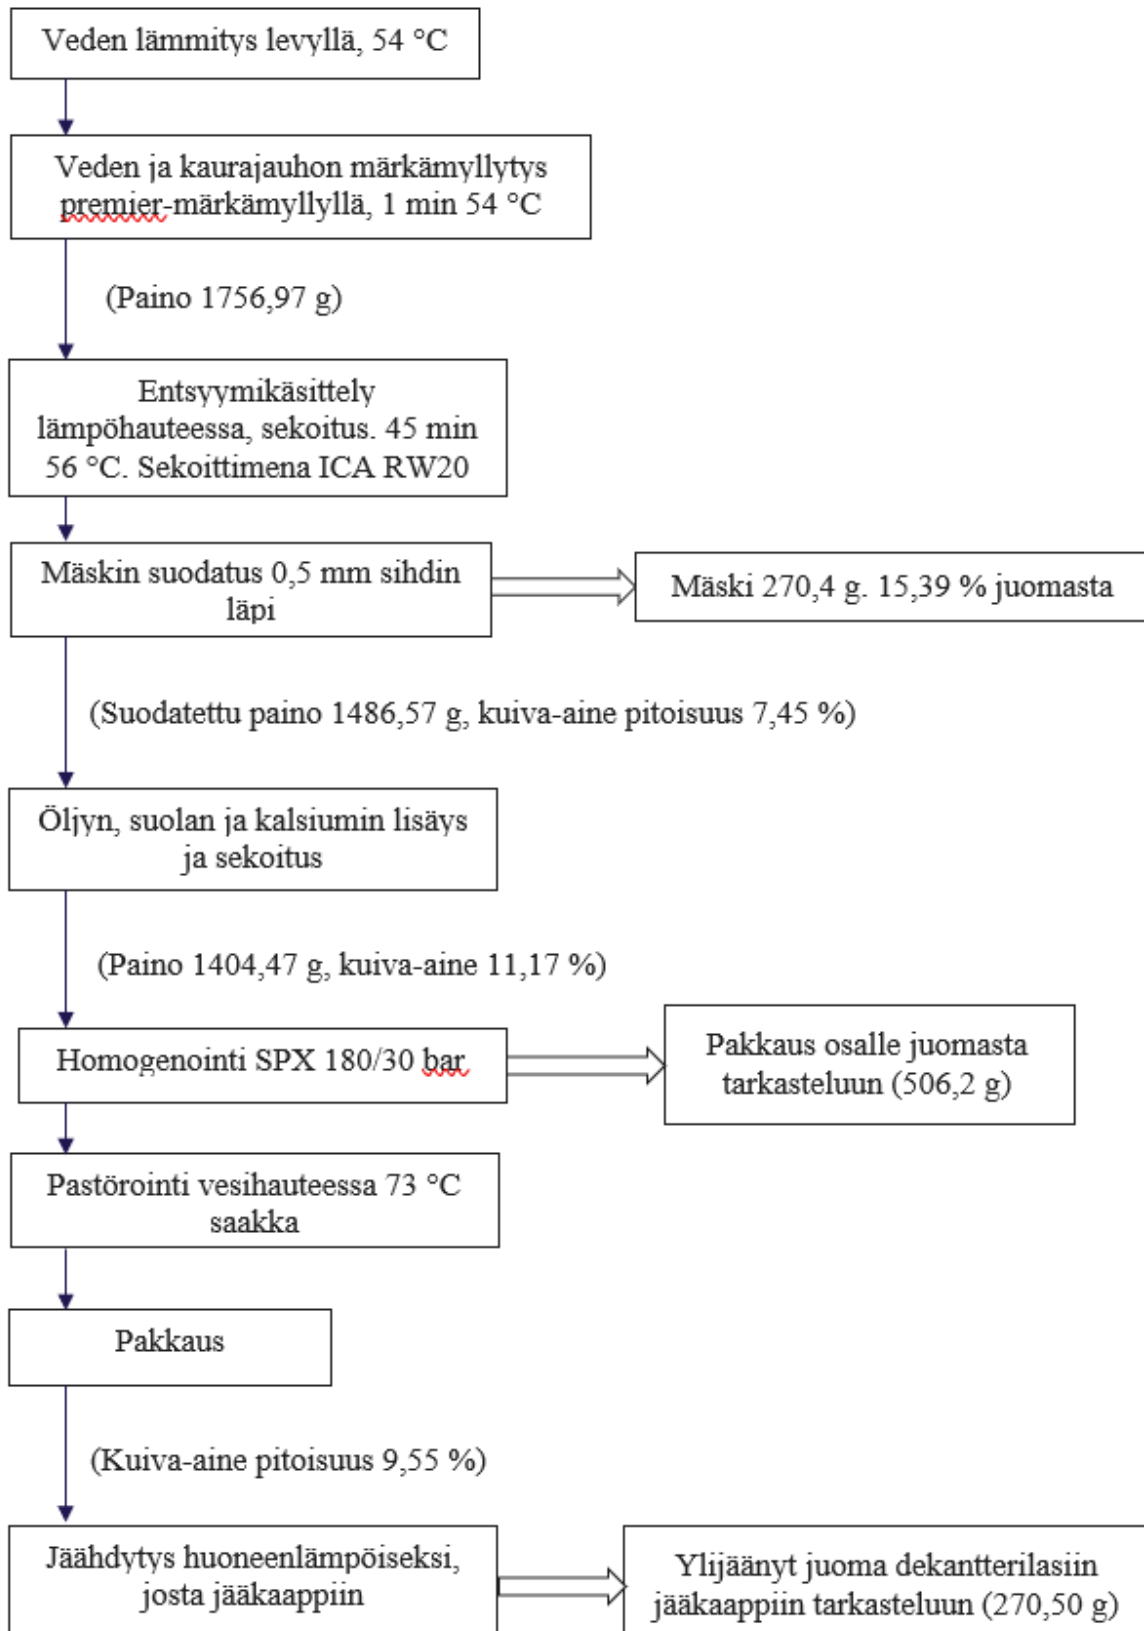 Veden lämmitys levyllä, 54 °C
Veden ja kaurajauhon märkämyllytys
premier-märkämyllyllä, 1 min 54 °C
(Paino 1756,97 g)
Entsyymikäsittely
lämpöhauteessa, sekoitus. 45 min
56 °C. Sekoittimena ICA RW20
Mäskin suodatus 0,5 mm sihdin
läpi
Mäski 270,4 g. 15,39 % juomasta
(Suodatettu paino 1486,57 g, kuiva-aine pitoisuus 7,45 %)
Öljyn, suolan ja kalsiumin lisäys
ja sekoitus
(Paino 1404,47 g, kuiva-aine 11,17 %)
Homogenointi SPX 180/30 bar
Pakkaus osalle juomasta
tarkasteluun (506,2 g)
Pastörointi vesihauteessa 73 °C
saakka
Pakkaus
(Kuiva-aine pitoisuus 9,55 %)
Jäähdytys huoneenlämpöiseksi,
josta jääkaappiin
Ylijäänyt juoma dekantterilasiin
jääkaappiin tarkasteluun (270,50 g)